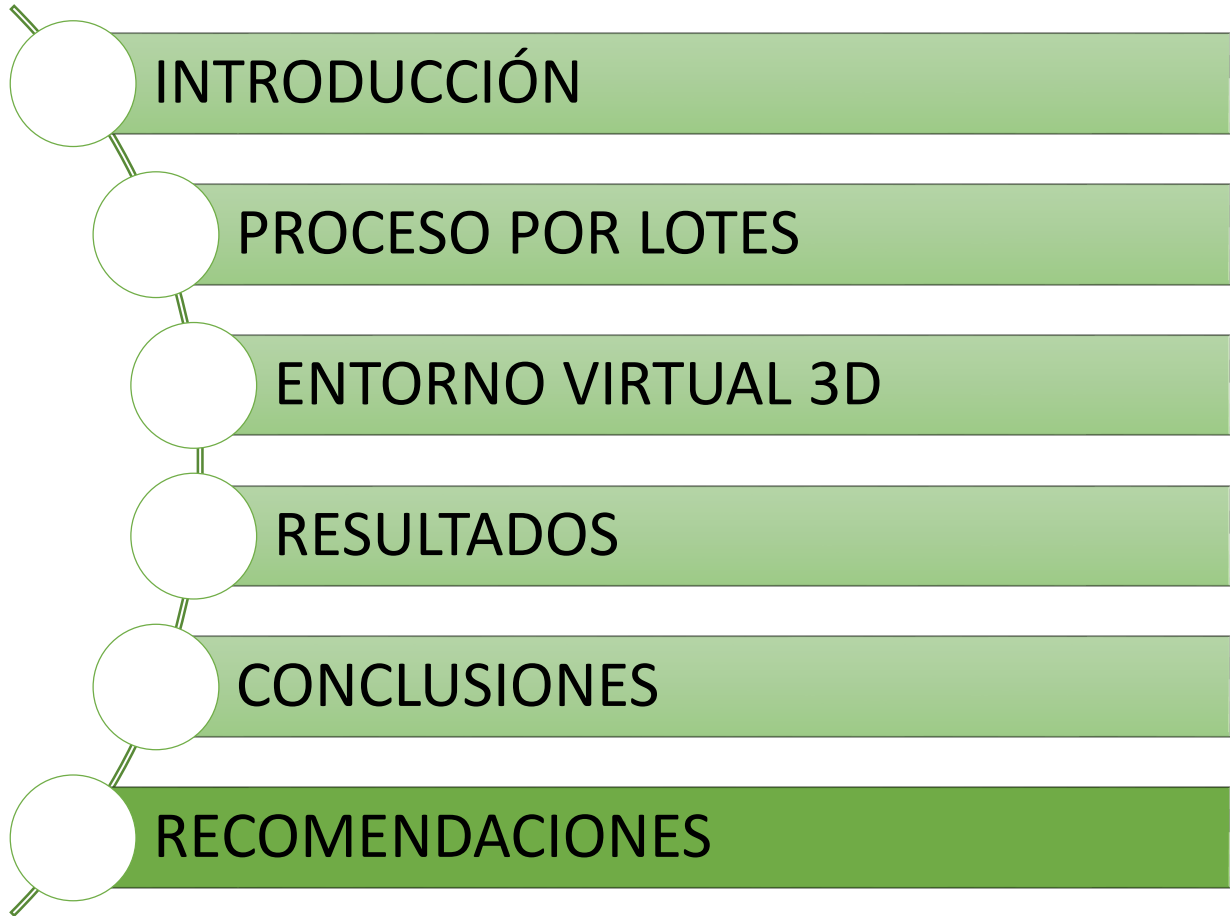 INTRODUCCIÓN
PROCESO POR LOTES
ENTORNO VIRTUAL 3D
RESULTADOS
CONCLUSIONES
RECOMENDACIONES